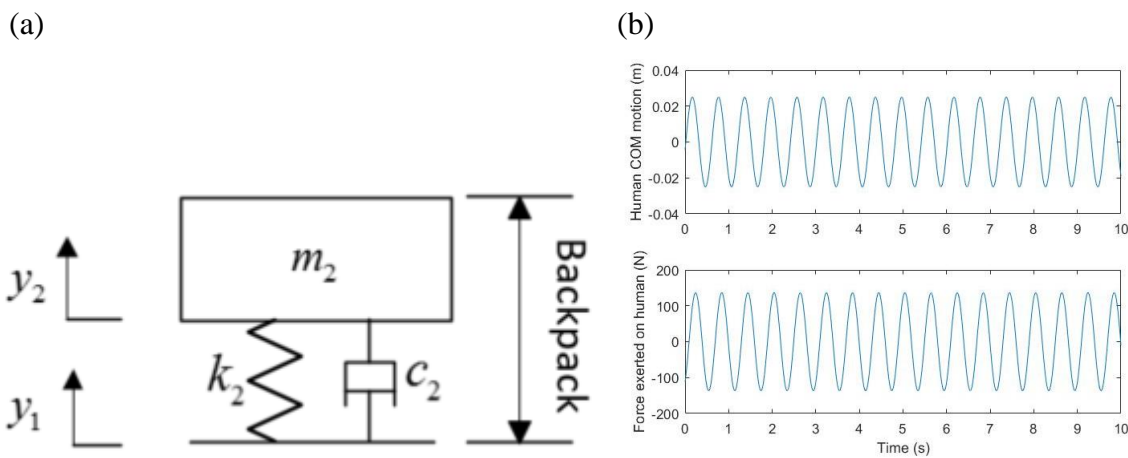 (a)
y₂
y₁
m₂
k₂
c₂
Backpack
(b)
Human COM motion (m)
0.04
0.02
0
-0.02
-0.04
0 1 2 3 4 5 6 7 8 9 10
Force exerted on human (N)
200
100
0
-100
-200
0 1 2 3 4 5 6 7 8 9 10
Time (s)